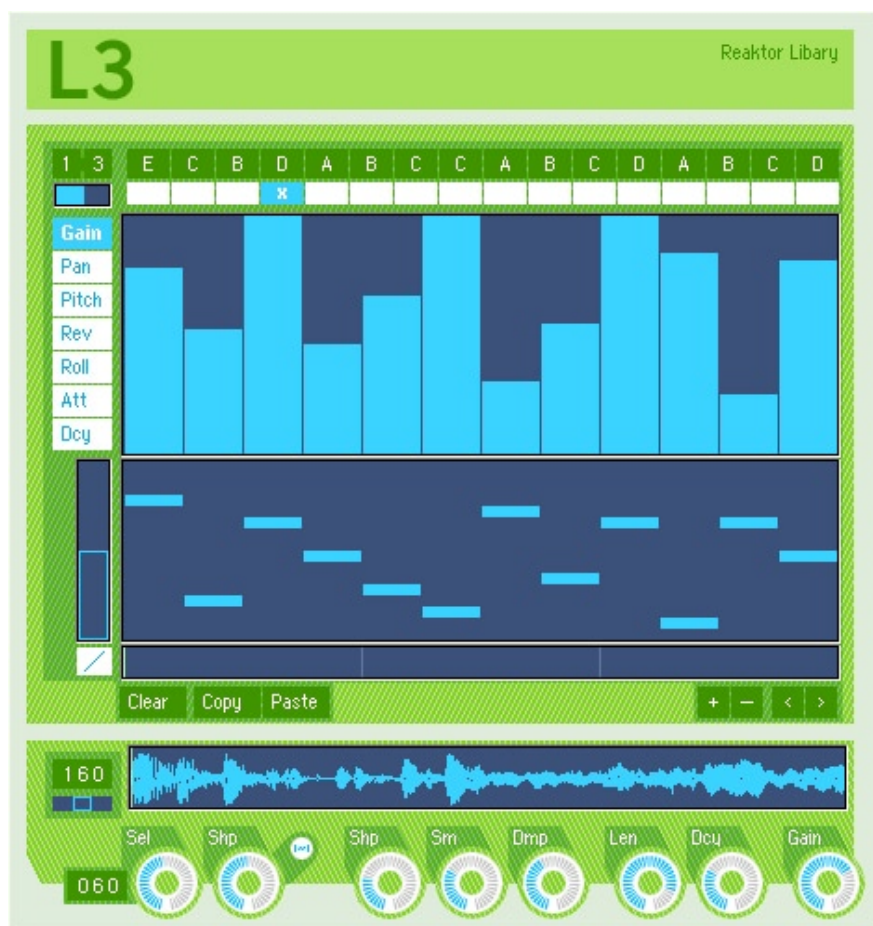 L3
Reaktor Libary
1 3 E C B D A B C C A B C D A B C D
x
Gain
Pan
Pitch
Rev
Roll
Att
Dcy
Clear Copy Paste + – < >
160
Sel Shp Shp Sm Dmp Len Dcy Gain
060